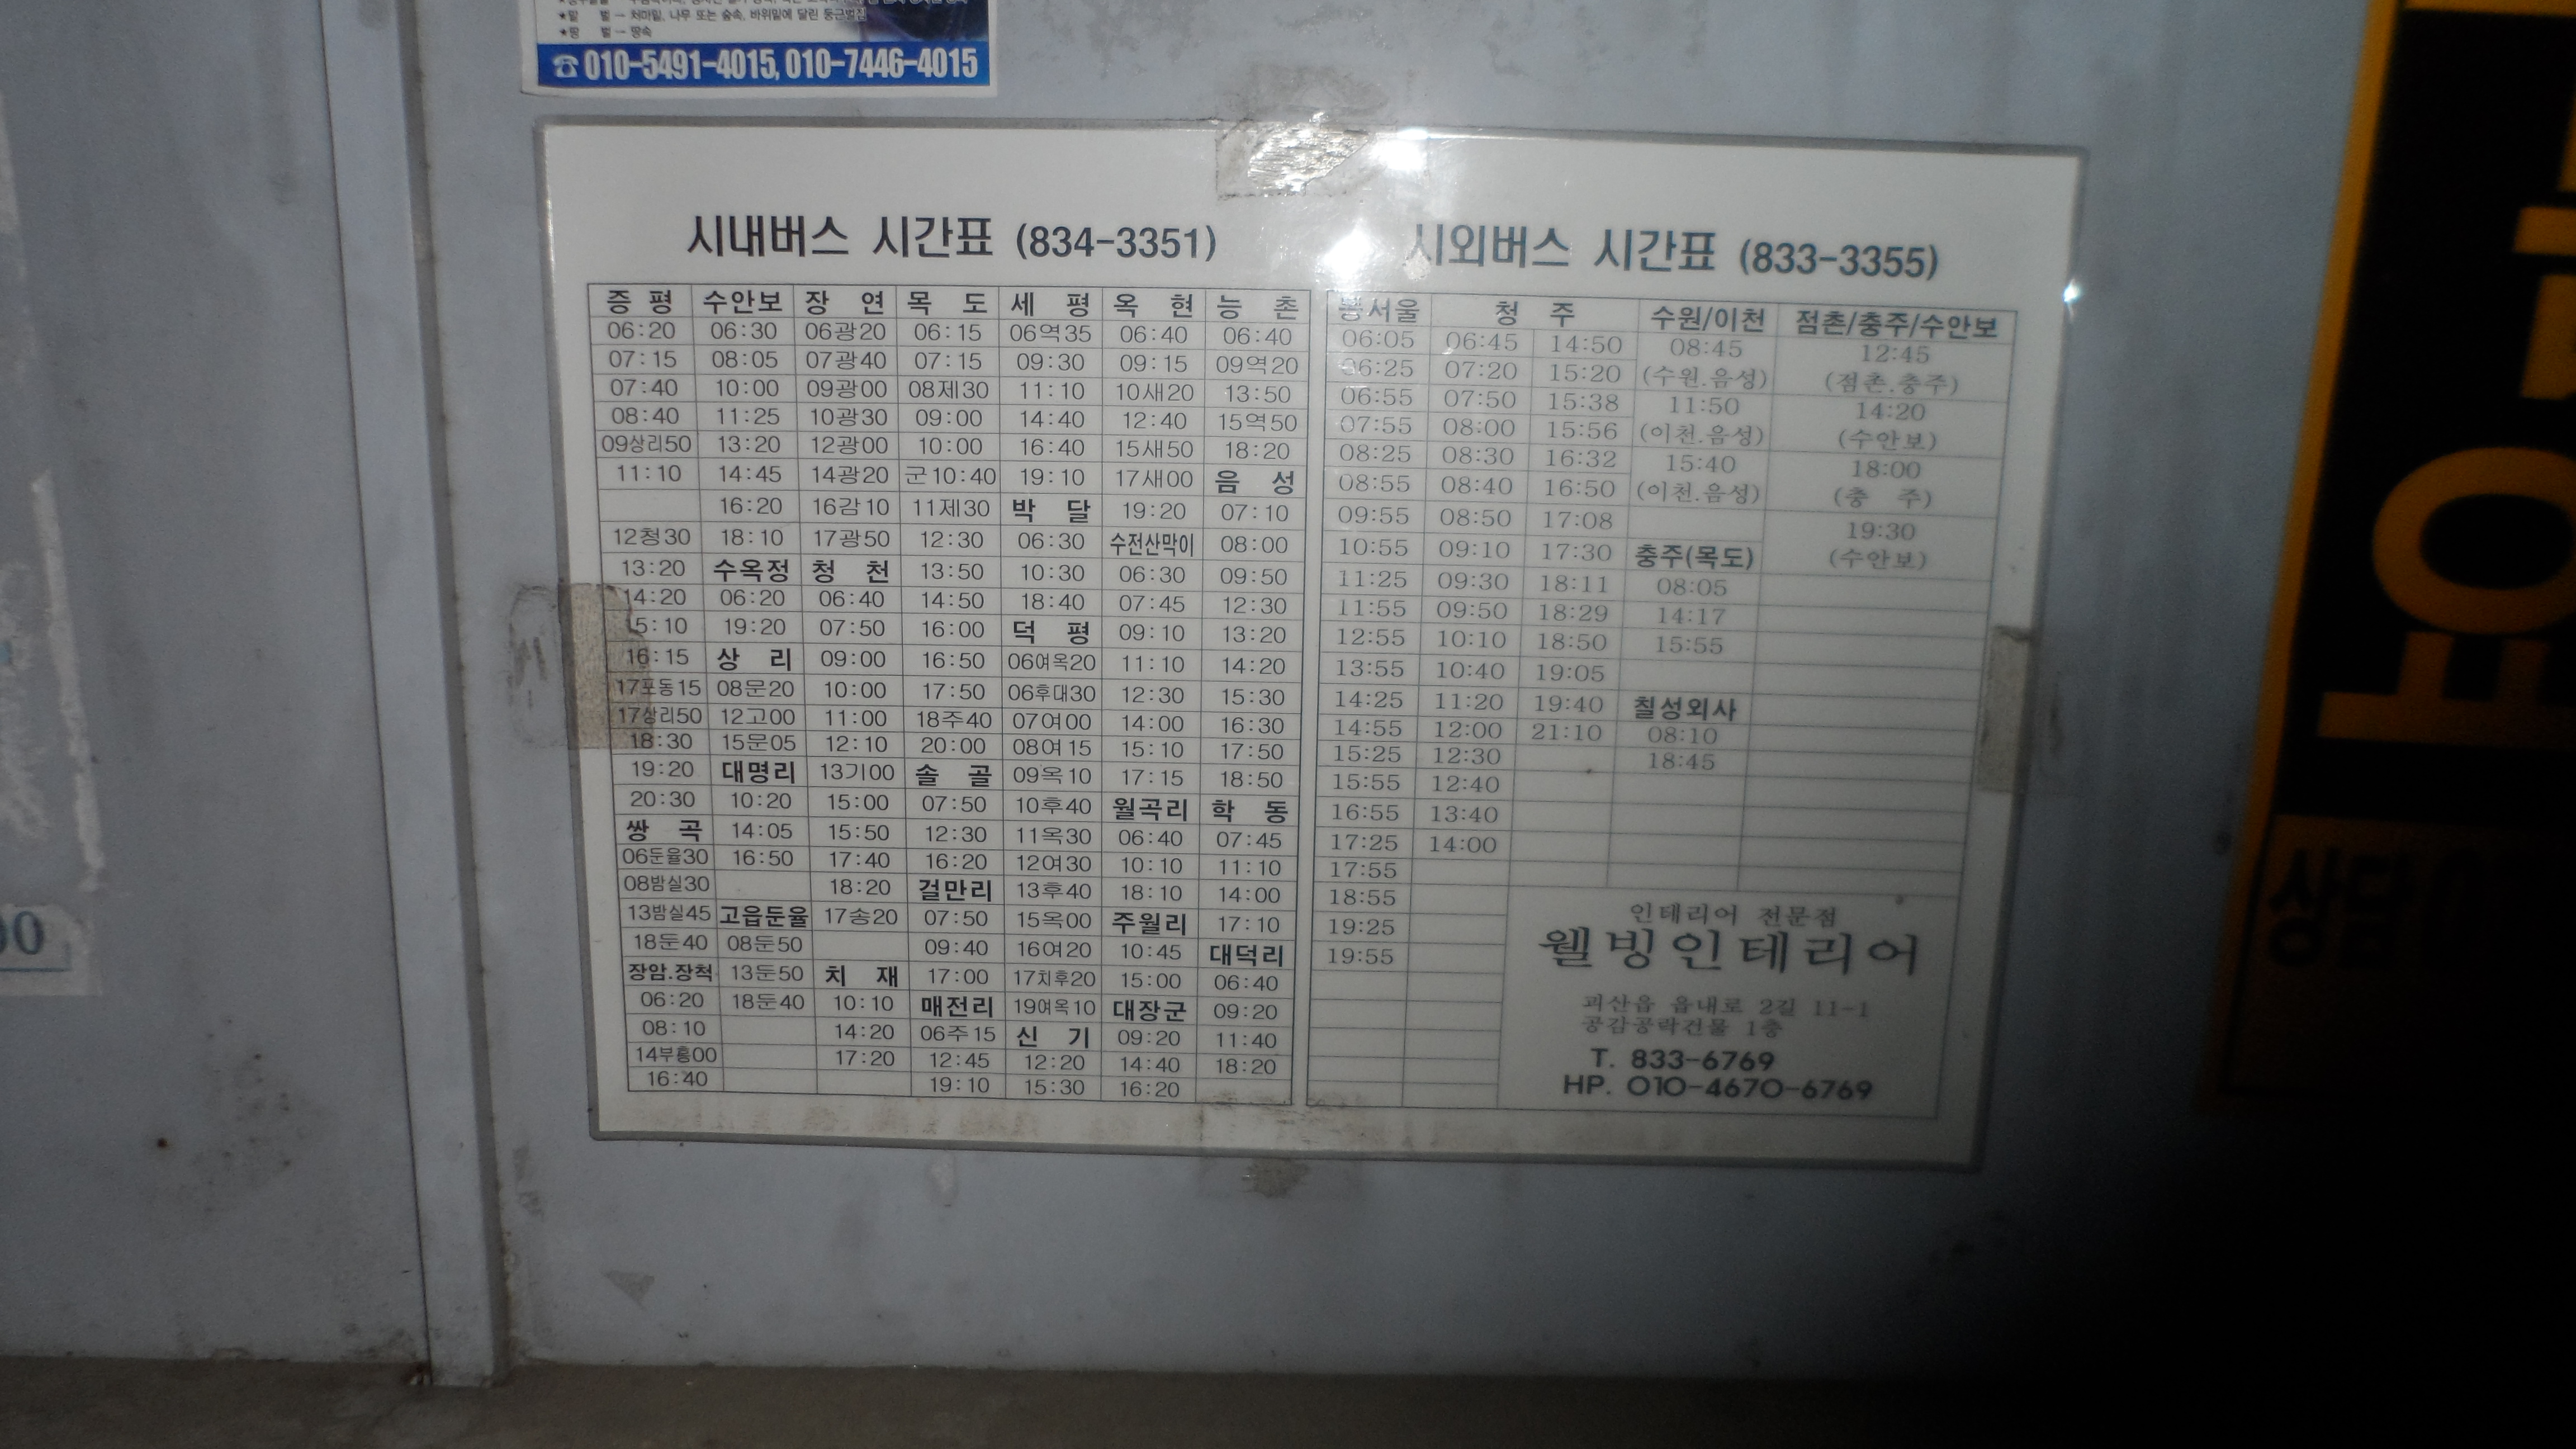 ★말 벌 — 처마밑, 나무 또는 숲속, 바위밑에 달린 둥근벌집
★땅 벌 — 땅속
☎ 010-5491-4015, 010-7446-4015
시내버스 시간표 (834-3351)
증 평 수안보 장 연 목 도 세 평 옥 현 능 촌
06:20 06:30 06광20 06:15 06역35 06:40 06:40
07:15 08:05 07광40 07:15 09:30 09:15 09역20
07:40 10:00 09광00 08제30 11:10 10새20 13:50
08:40 11:25 10광30 09:00 14:40 12:40 15역50
09상리50 13:20 12광00 10:00 16:40 15새50 18:20
11:10 14:45 14광20 군10:40 19:10 17새00 음 성
16:20 16감10 11제30 박 달 19:20 07:10
12청30 18:10 17광50 12:30 06:30 수전산막이 08:00
13:20 수옥정 청 천 13:50 10:30 06:30 09:50
14:20 06:20 06:40 14:50 18:40 07:45 12:30
15:10 19:20 07:50 16:00 덕 평 09:10 13:20
16:15 상 리 09:00 16:50 06여옥20 11:10 14:20
17포동15 08문20 10:00 17:50 06후대30 12:30 15:30
17상리50 12고00 11:00 18주40 07여00 14:00 16:30
18:30 15문05 12:10 20:00 08여15 15:10 17:50
19:20 대명리 13기00 솔 골 09옥10 17:15 18:50
20:30 10:20 15:00 07:50 10후40 월곡리 학 동
쌍 곡 14:05 15:50 12:30 11옥30 06:40 07:45
06둔율30 16:50 17:40 16:20 12여30 10:10 11:10
08밤실30 18:20 걸만리 13후40 18:10 14:00
13밤실45 고읍둔율 17송20 07:50 15옥00 주월리 17:10
18둔40 08둔50 09:40 16여20 10:45 대덕리
장암.장척 13둔50 치 재 17:00 17치후20 15:00 06:40
06:20 18둔40 10:10 매전리 19여옥10 대장군 09:20
08:10 14:20 06주15 신 기 09:20 11:40
14부흥00 17:20 12:45 12:20 14:40 18:20
16:40 19:10 15:30 16:20
시외버스 시간표 (833-3355)
동서울 청 주 수원/이천 점촌/충주/수안보
06:05 06:45 14:50 08:45 12:45
06:25 07:20 15:20 (수원.음성) (점촌.충주)
06:55 07:50 15:38 11:50 14:20
07:55 08:00 15:56 (이천.음성) (수안보)
08:25 08:30 16:32 15:40 18:00
08:55 08:40 16:50 (이천.음성) (충 주)
09:55 08:50 17:08 19:30
10:55 09:10 17:30 충주(목도) (수안보)
11:25 09:30 18:11 08:05
11:55 09:50 18:29 14:17
12:55 10:10 18:50 15:55
13:55 10:40 19:05
14:25 11:20 19:40 칠성외사
14:55 12:00 21:10 08:10
15:25 12:30 18:45
15:55 12:40
16:55 13:40
17:25 14:00
17:55
18:55
19:25
19:55
인테리어 전문점
웰빙인테리어
괴산읍 읍내로 2길 11-1
공감공락건물 1층
T. 833-6769
HP. 010-4670-6769
상담